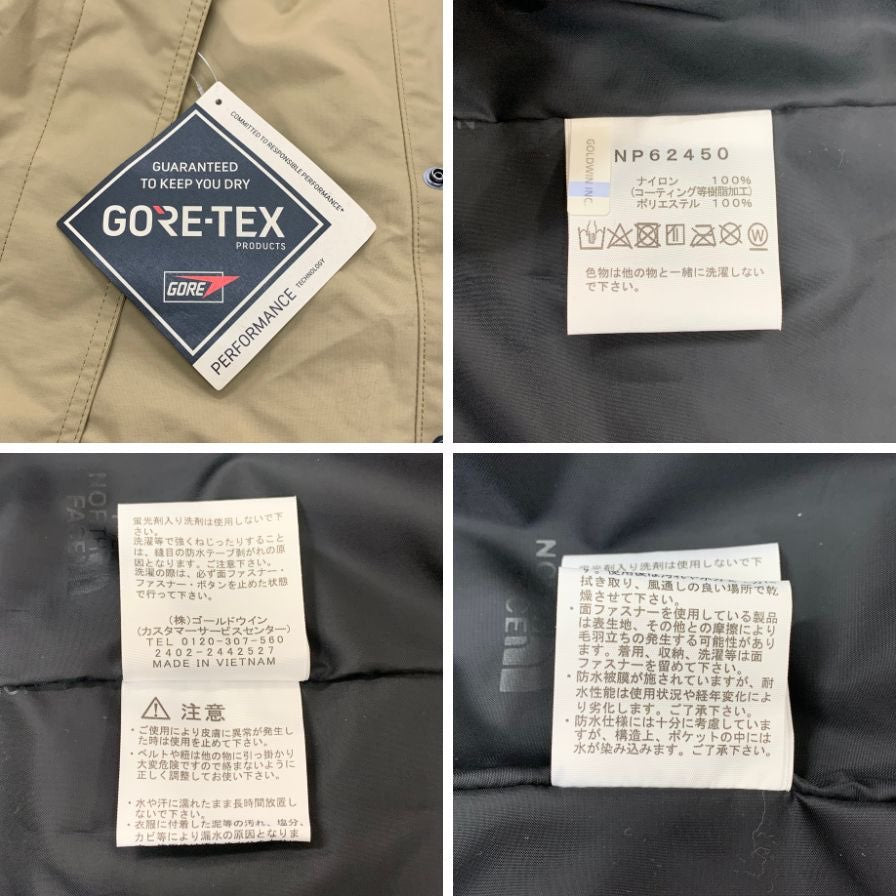 COMMITTED TO RESPONSIBLE PERFORMANCE
GUARANTEED
TO KEEP YOU DRY
GORE-TEX
PRODUCTS
GORE
PERFORMANCE TECHNOLOGY
GOLDWIN INC.
NP62450
ナイロン 100%
(コーティング等樹脂加工)
ポリエステル 100%
W
色物は他の物と一緒に洗濯しない
で下さい。
FACE
蛍光剤入り洗剤は使用しないで下
さい。
洗濯等で強くねじったりすること
は、縫目の防水テープ剥がれの原
因となります。ご注意下さい。
洗濯の際は、必ず面ファスナー・
ファスナー・ボタンを止めた状態
で行って下さい。
(株)ゴールドウイン
(カスタマーサービスセンター)
TEL 0120-307-560
2402-2442527
MADE IN VIETNAM
注意
・ご使用により皮膚に異常が発生し
た時は使用を止めて下さい。
・ベルトや紐は他の物に引っ掛かり
大変危険ですので絡まないように
正しく調整してお使い下さい。
・水や汗に濡れたまま長時間放置し
ないで下さい。
・衣服に付着した泥等の汚れ、塩分、
カビ等により漏水の原因となりま
蛍光剤入り洗剤は使用しないで下
す。使用後は汚れや水分を十分に
拭き取り、風通しの良い場所で乾
燥させて下さい。
・面ファスナーを使用している製品
は表生地、その他との摩擦により
毛羽立ちの発生する可能性があり
ます。着用、収納、洗濯等は面
ファスナーを留めて下さい。
・防水被膜が施されていますが、耐
水性能は使用状況や経年変化によ
り劣化します。ご了承下さい。
・防水仕様には十分に考慮していま
すが、構造上、ポケットの中には
水が染み込みます。ご了承下さい。